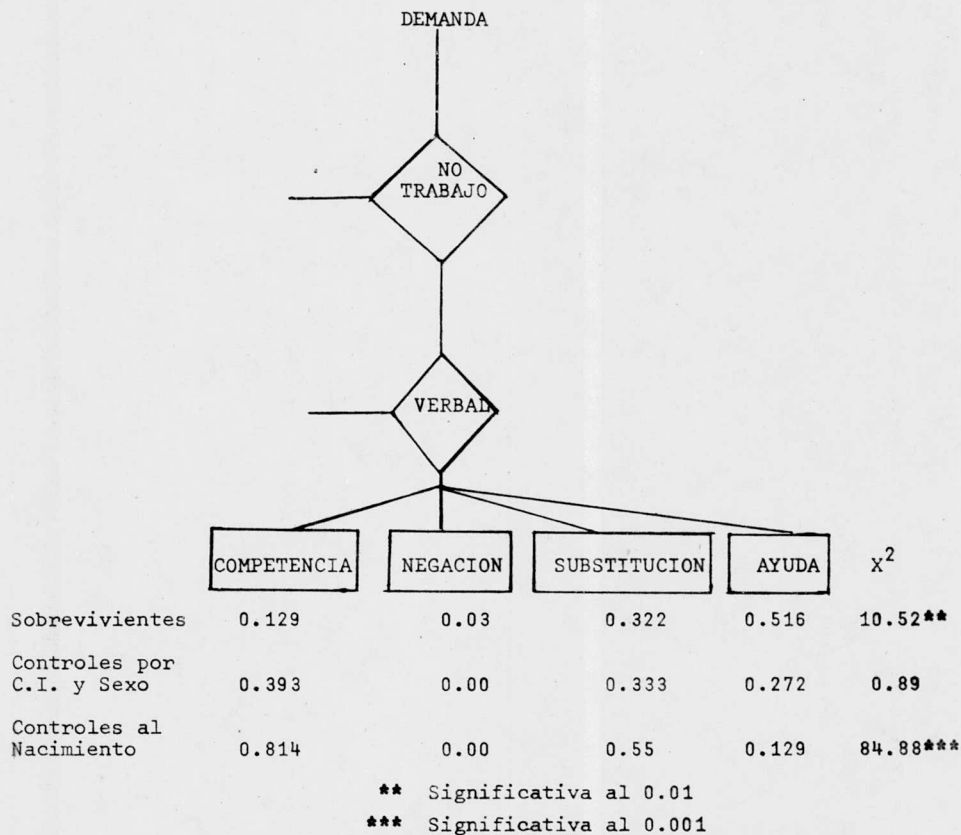 DEMANDA
NO
TRABAJO
VERBAL
COMPETENCIA NEGACION SUBSTITUCION AYUDA X²
Sobrevivientes 0.129 0.03 0.322 0.516 10.52**
Controles por
C.I. y Sexo 0.393 0.00 0.333 0.272 0.89
Controles al
Nacimiento 0.814 0.00 0.55 0.129 84.88***
** Significativa al 0.01
*** Significativa al 0.001